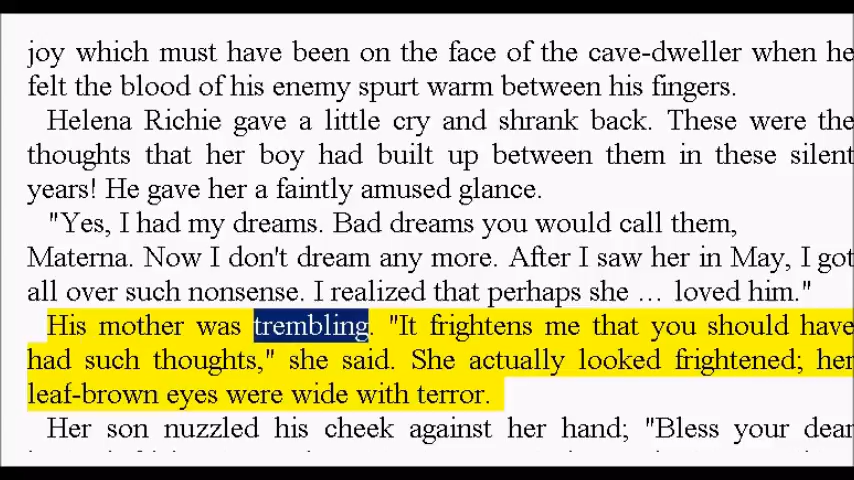 joy which must have been on the face of the cave-dweller when he
felt the blood of his enemy spurt warm between his fingers.
Helena Richie gave a little cry and shrank back. These were the
thoughts that her boy had built up between them in these silent
years! He gave her a faintly amused glance.
"Yes, I had my dreams. Bad dreams you would call them,
Materna. Now I don't dream any more. After I saw her in May, I got
all over such nonsense. I realized that perhaps she ... loved him."
His mother was trembling. "It frightens me that you should have
had such thoughts," she said. She actually looked frightened; her
leaf-brown eyes were wide with terror.
Her son nuzzled his cheek against her hand; "Bless your dear